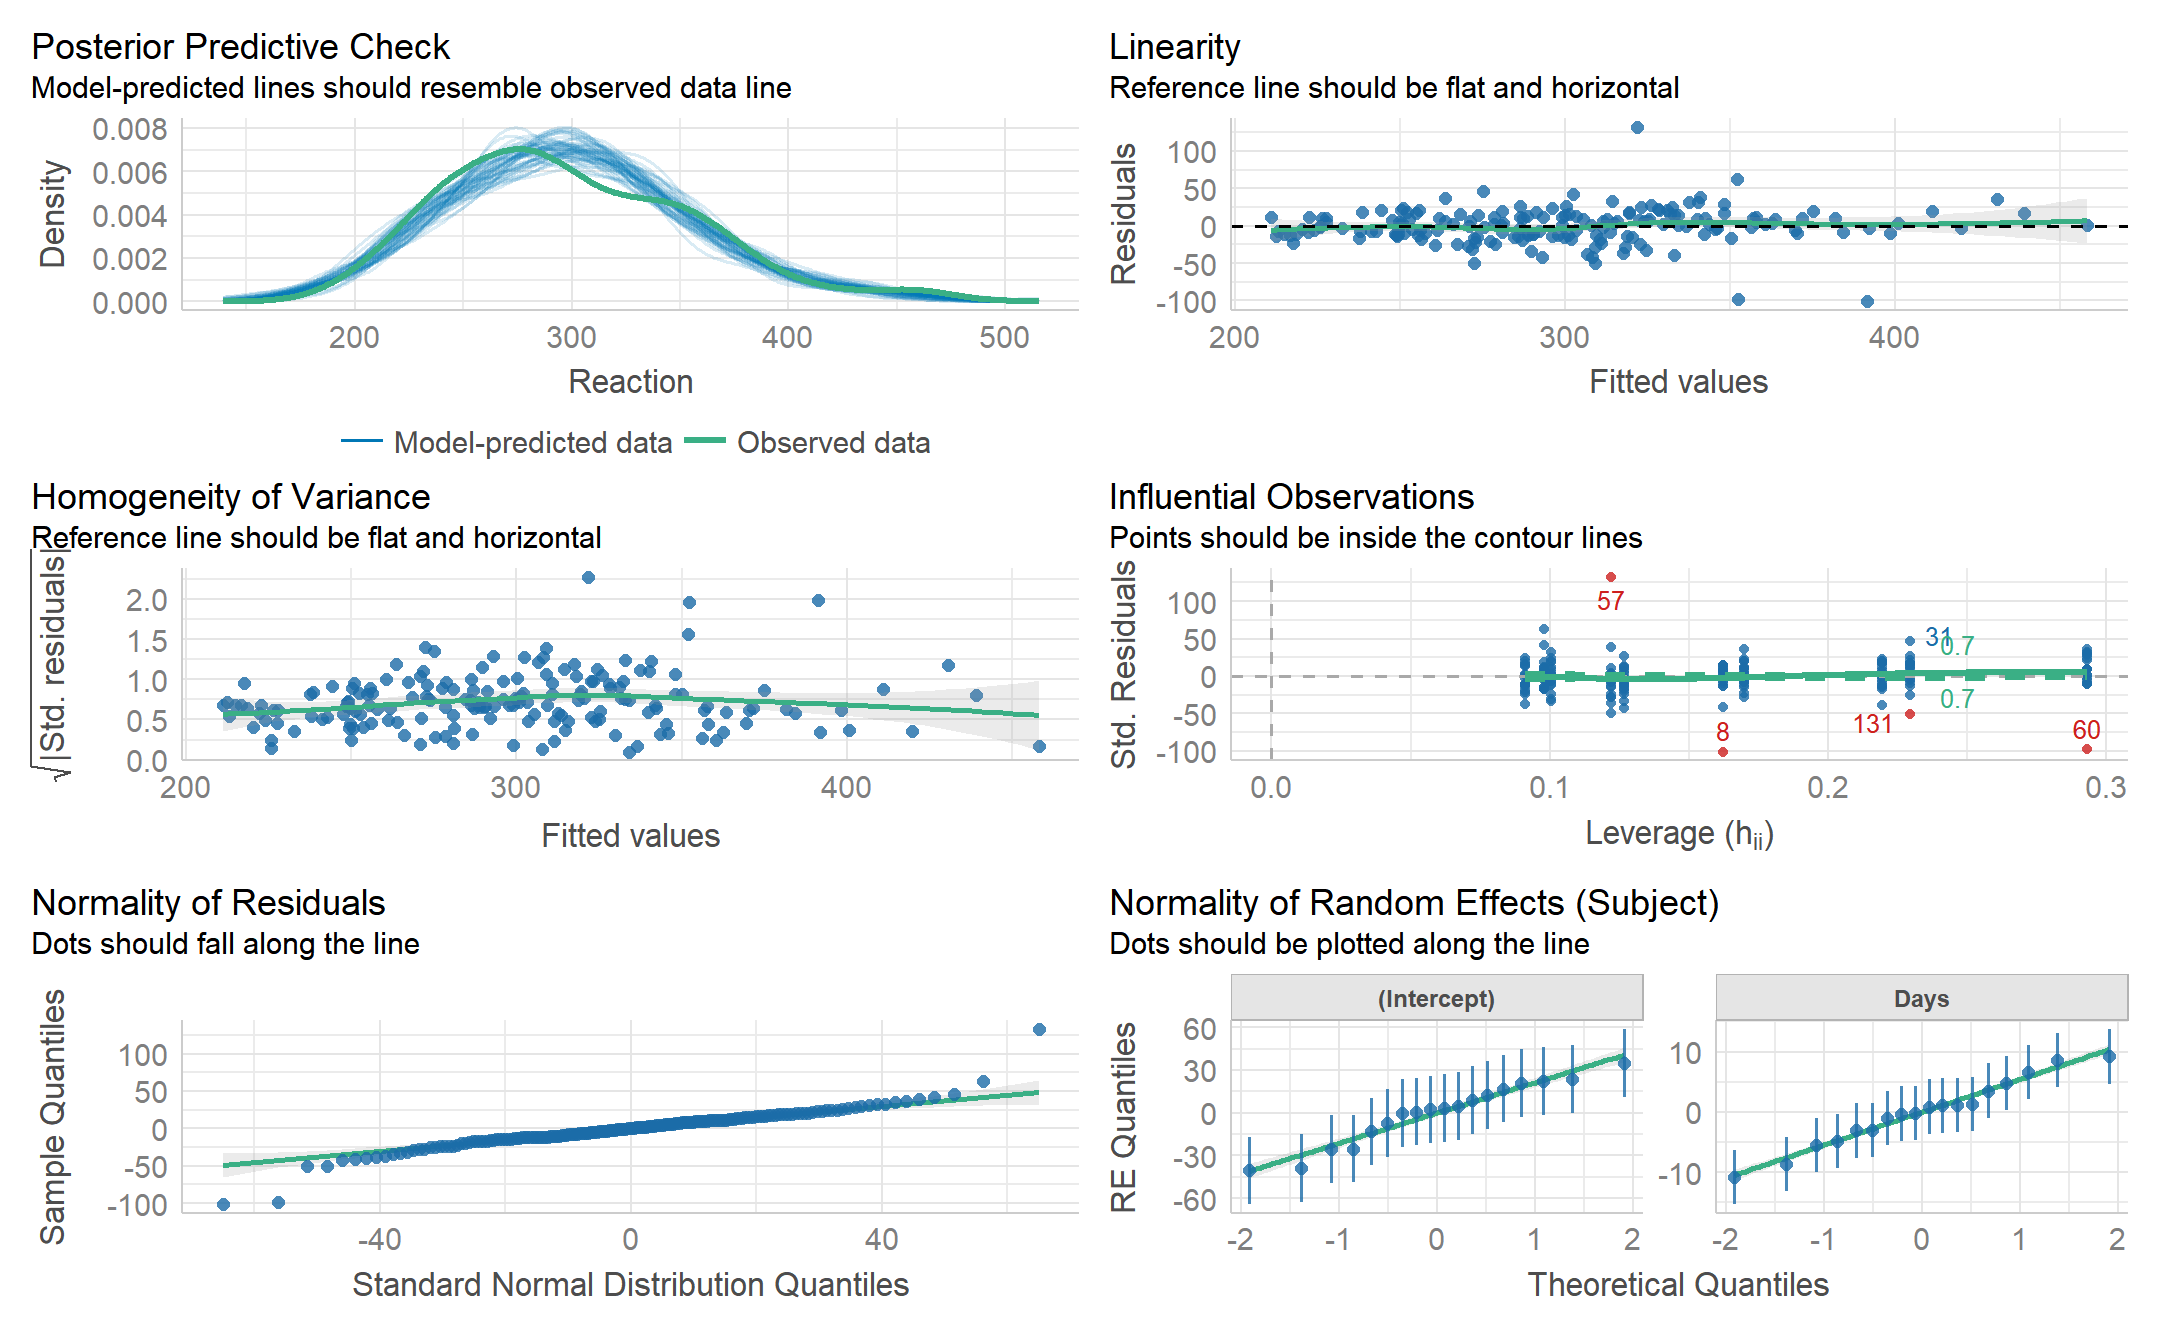 Posterior Predictive Check
Model-predicted lines should resemble observed data line
Density
0.008
0.006
0.004
0.002
0.000
200 300 400 500
Reaction
Model-predicted data Observed data
Linearity
Reference line should be flat and horizontal
Residuals
100
50
0
-50
-100
200 300 400
Fitted values
Homogeneity of Variance
Reference line should be flat and horizontal
√|Std. residuals|
2.0
1.5
1.0
0.5
0.0
200 300 400
Fitted values
Influential Observations
Points should be inside the contour lines
Std. Residuals
100
50
0
-50
-100
57
31
0.7
0.7
8
131
60
0.0 0.1 0.2 0.3
Leverage (hii)
Normality of Residuals
Dots should fall along the line
Sample Quantiles
100
50
0
-50
-100
-40 0 40
Standard Normal Distribution Quantiles
Normality of Random Effects (Subject)
Dots should be plotted along the line
(Intercept) Days
RE Quantiles
60
30
0
-30
-60
10
0
-10
-2 -1 0 1 2 -2 -1 0 1 2
Theoretical Quantiles